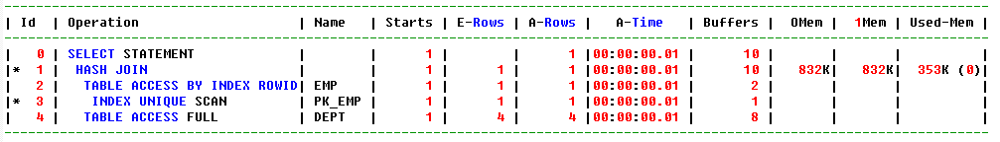 | Id | Operation | Name | Starts | E-Rows | A-Rows | A-Time | Buffers | OMem | 1Mem | Used-Mem |
| 0 | SELECT STATEMENT | | 1 | | 1 |00:00:00.01 | 10 | | | |
|* 1 | HASH JOIN | | 1 | 1 | 1 |00:00:00.01 | 10 | 832K| 832K| 353K (0)|
| 2 | TABLE ACCESS BY INDEX ROWID| EMP | 1 | 1 | 1 |00:00:00.01 | 2 | | | |
|* 3 | INDEX UNIQUE SCAN | PK_EMP | 1 | 1 | 1 |00:00:00.01 | 1 | | | |
| 4 | TABLE ACCESS FULL | DEPT | 1 | 4 | 4 |00:00:00.01 | 8 | | | |